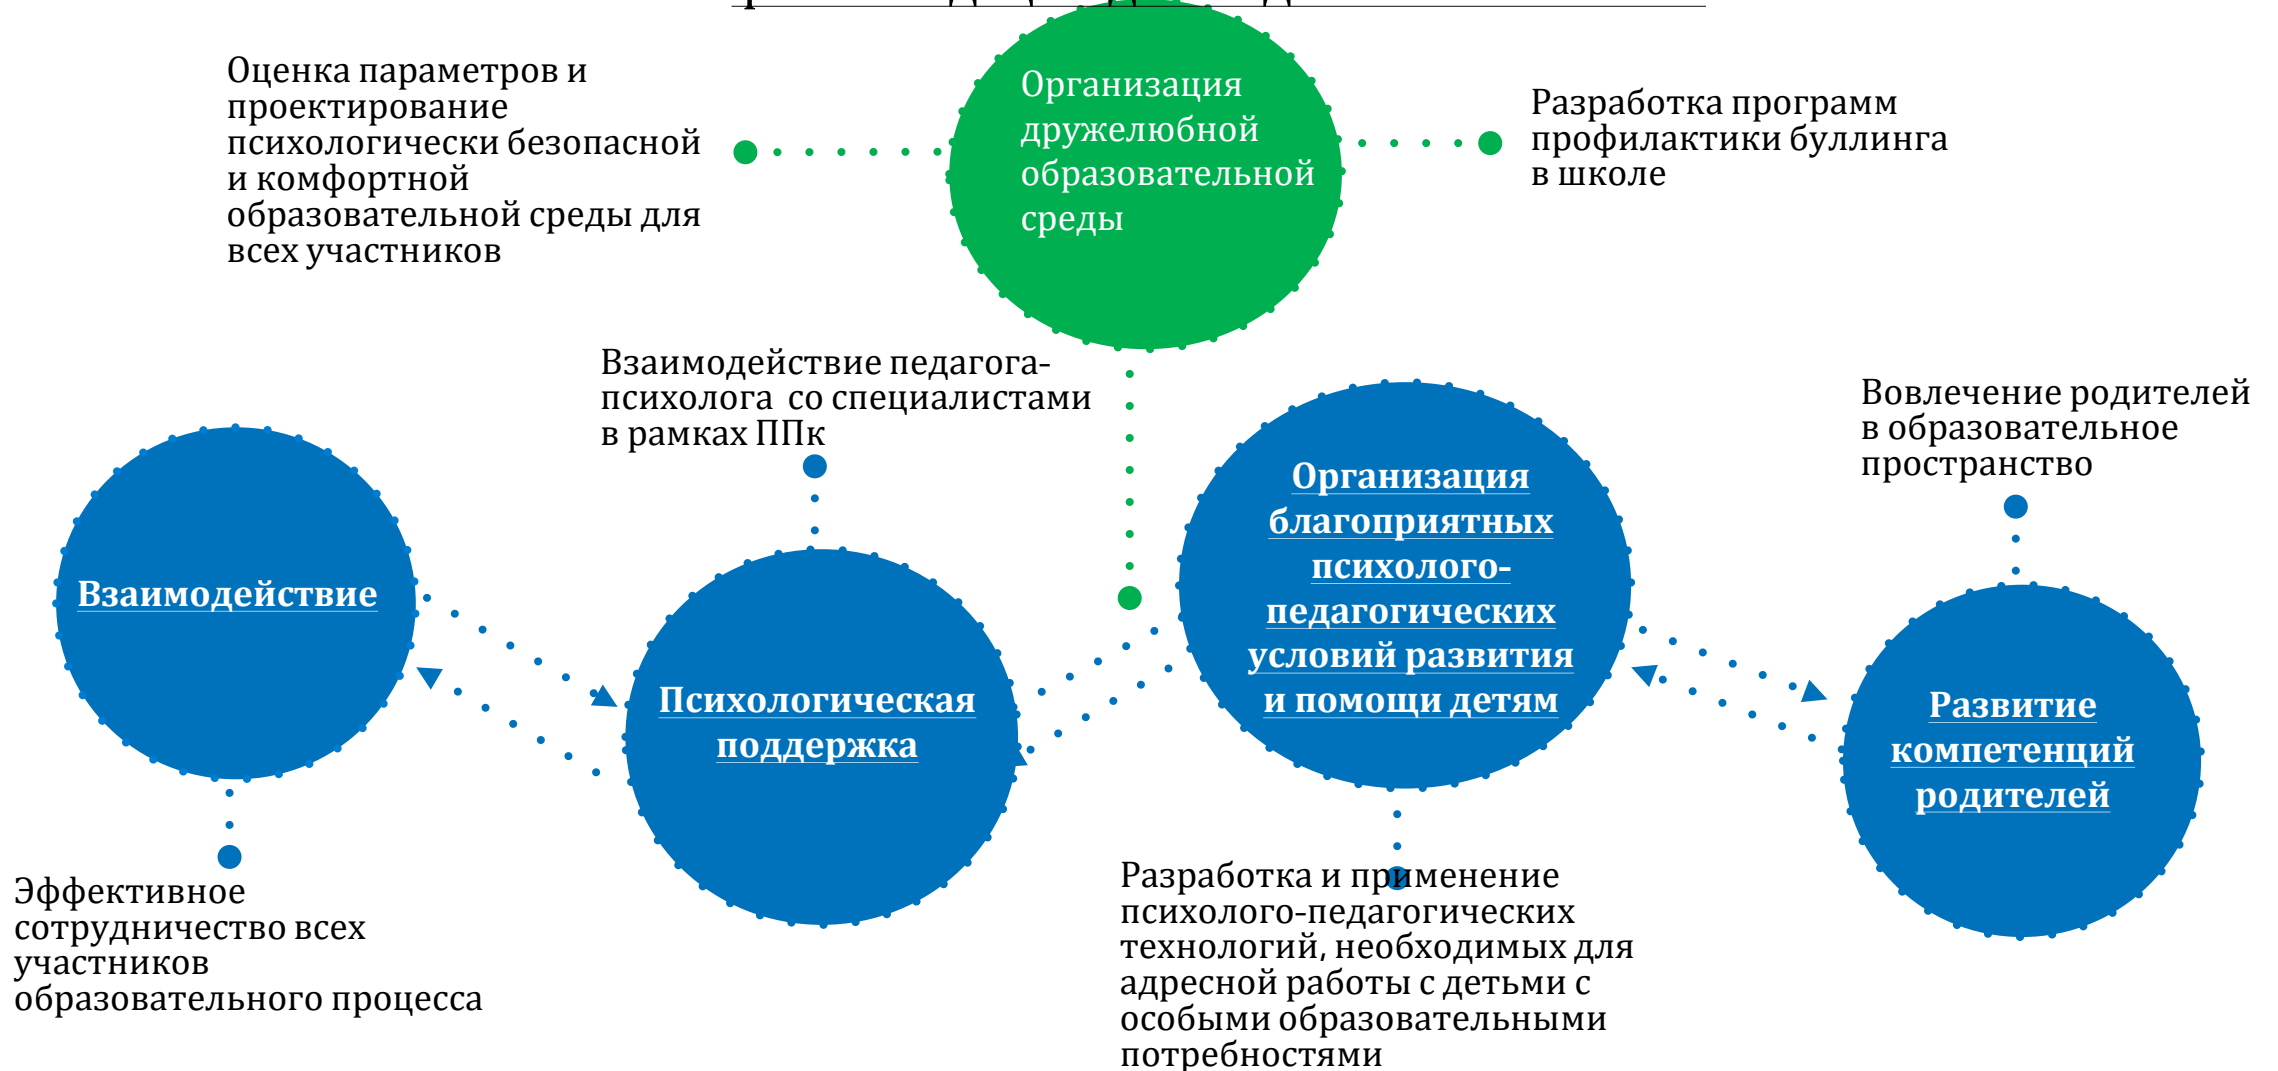 Оценка параметров и
проектирование
психологически безопасной
и комфортной
образовательной среды для
всех участников
Организация
дружелюбной
образовательной
среды
Разработка программ
профилактики буллинга
в школе
Взаимодействие педагога-
психолога со специалистами
в рамках ППк
Вовлечение родителей
в образовательное
пространство
Взаимодействие
Психологическая
поддержка
Организация
благоприятных
психолого-
педагогических
условий развития
и помощи детям
Развитие
компетенций
родителей
Эффективное
сотрудничество всех
участников
образовательного процесса
Разработка и применение
психолого-педагогических
технологий, необходимых для
адресной работы с детьми с
особыми образовательными
потребностями